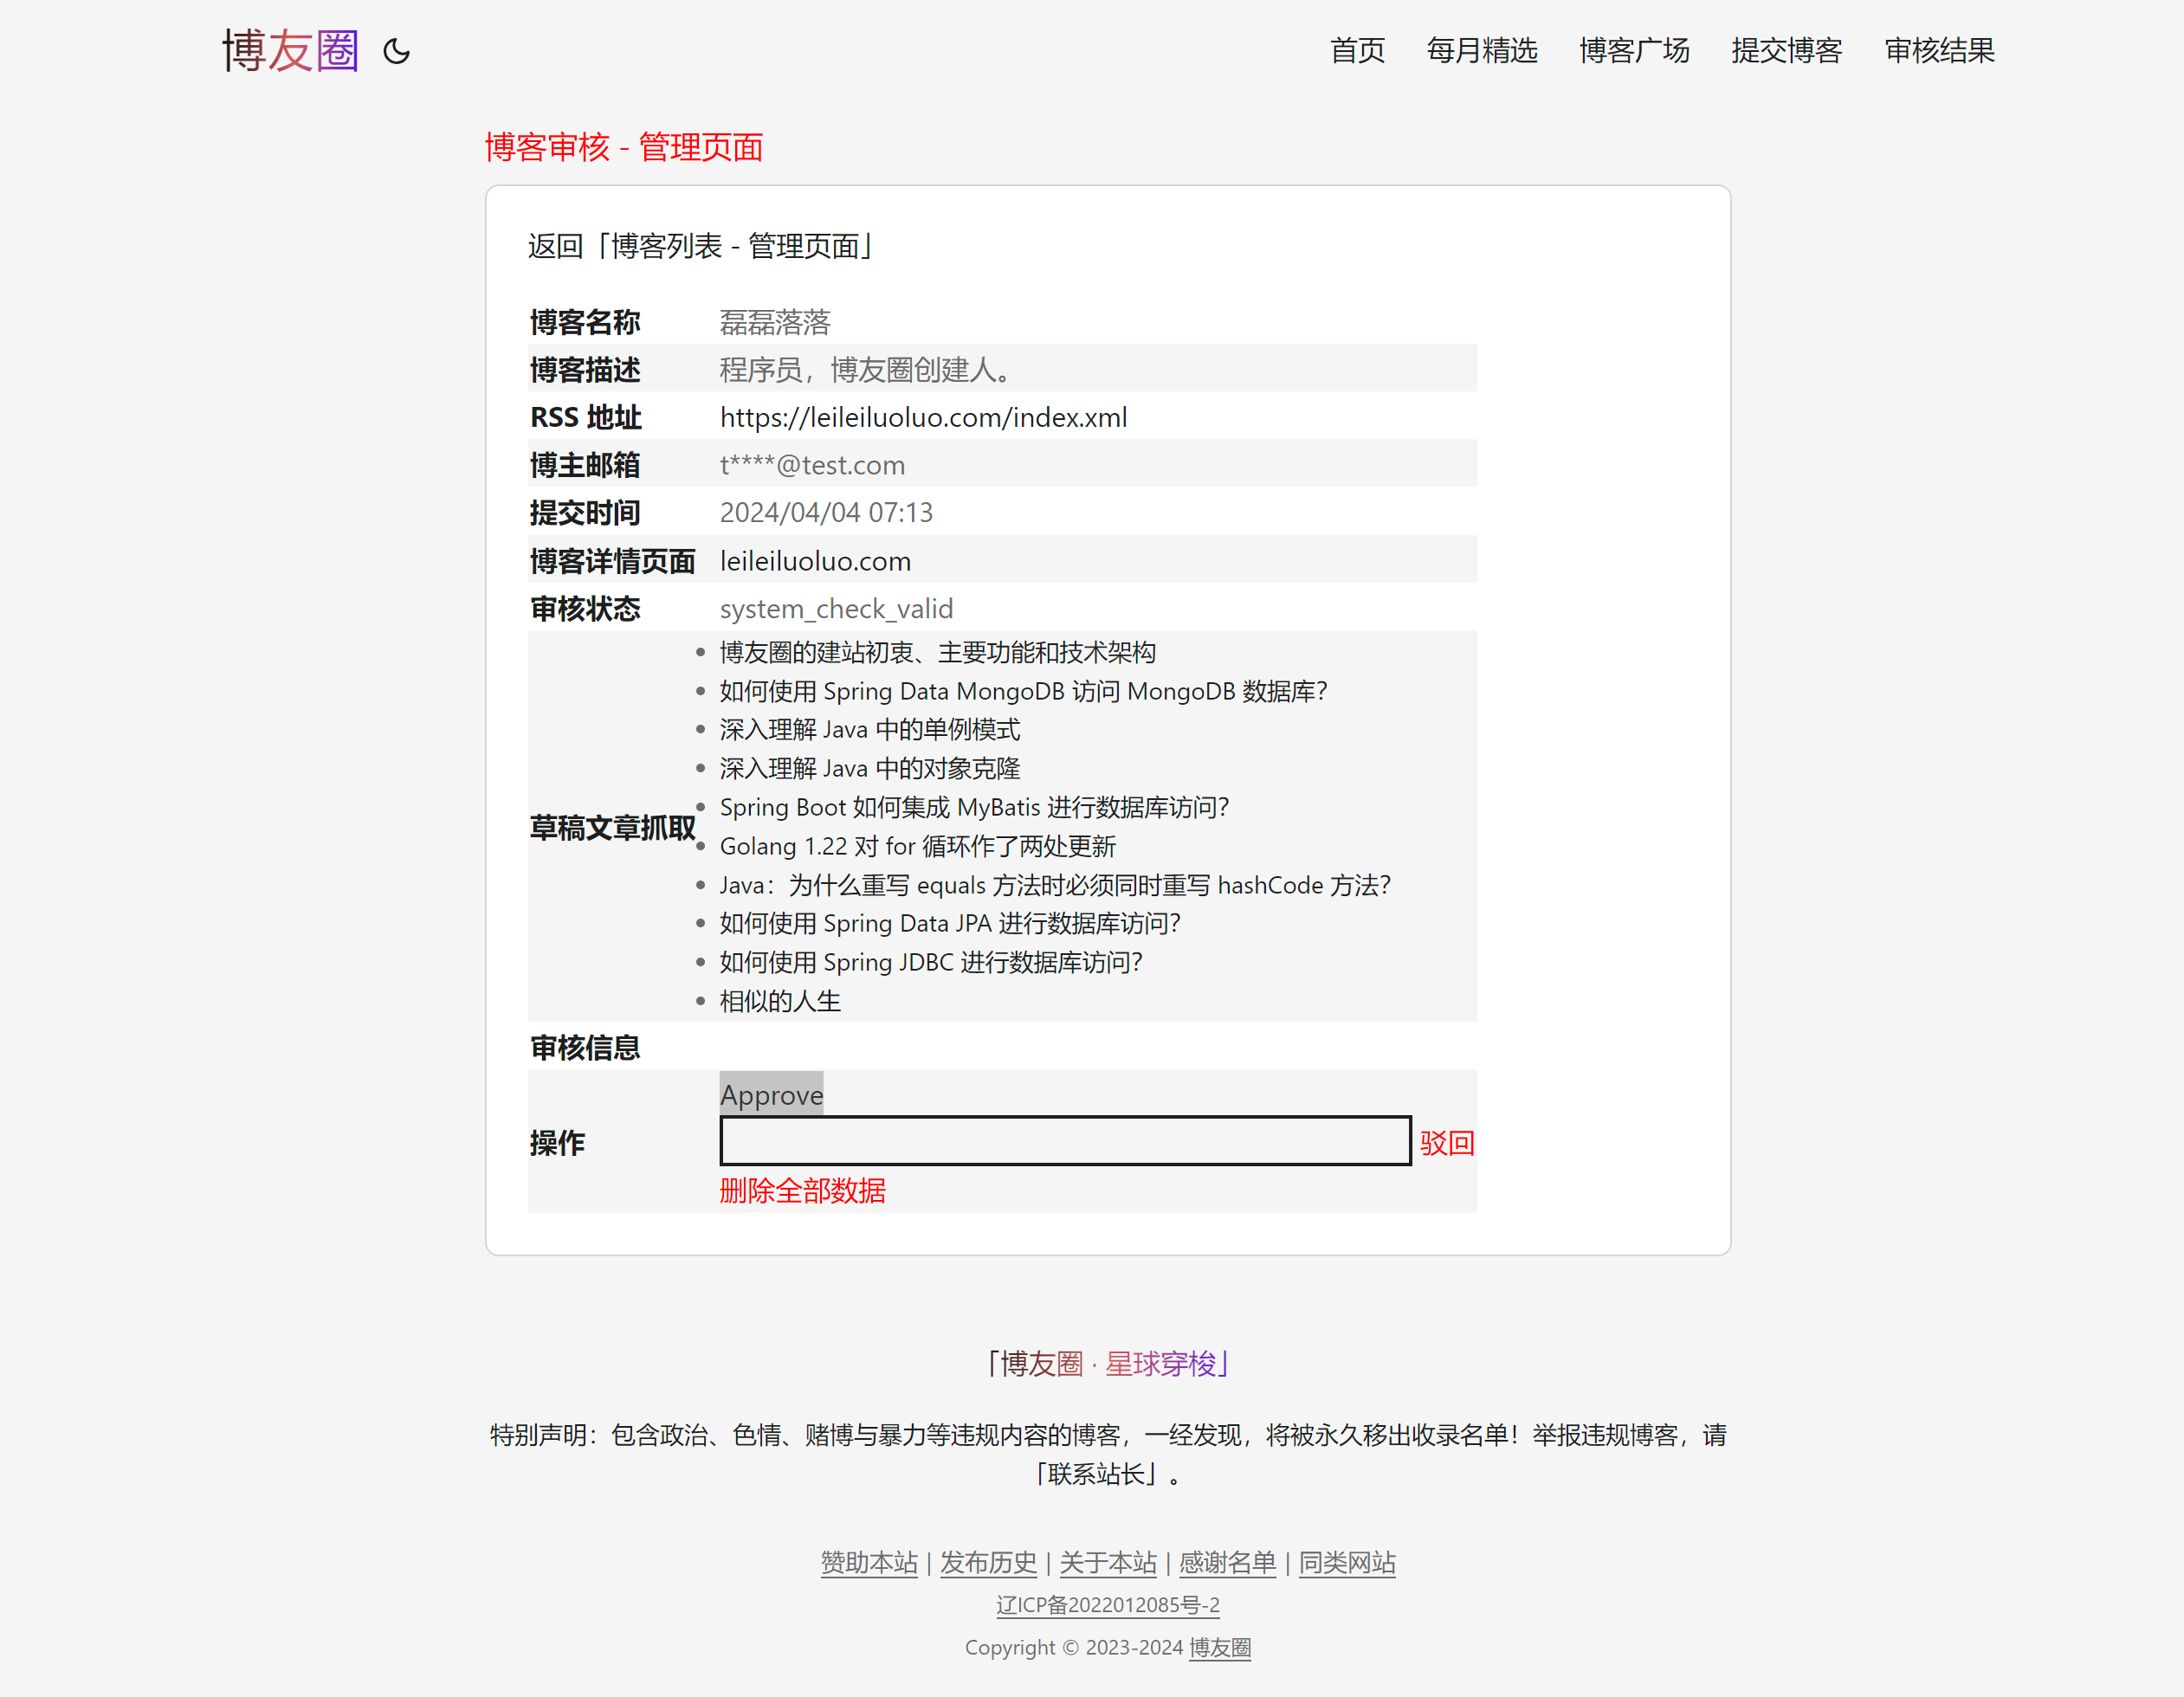 博友圈
首页 每月精选 博客广场 提交博客 审核结果
博客审核 - 管理页面
返回「博客列表 - 管理页面」
博客名称 磊磊落落
博客描述 程序员，博友圈创建人。
RSS 地址 https://leileiluoluo.com/index.xml
博主邮箱 t****@test.com
提交时间 2024/04/04 07:13
博客详情页面 leileiluoluo.com
审核状态 system_check_valid
草稿文章抓取
博友圈的建站初衷、主要功能和技术架构
如何使用 Spring Data MongoDB 访问 MongoDB 数据库？
深入理解 Java 中的单例模式
深入理解 Java 中的对象克隆
Spring Boot 如何集成 MyBatis 进行数据库访问？
Golang 1.22 对 for 循环作了两处更新
Java：为什么重写 equals 方法时必须同时重写 hashCode 方法？
如何使用 Spring Data JPA 进行数据库访问？
如何使用 Spring JDBC 进行数据库访问？
相似的人生
审核信息
操作
Approve
驳回
删除全部数据
「博友圈 · 星球穿梭」
特别声明：包含政治、色情、赌博与暴力等违规内容的博客，一经发现，将被永久移出收录名单！举报违规博客，请
「联系站长」。
赞助本站 | 发布历史 | 关于本站 | 感谢名单 | 同类网站
辽ICP备2022012085号-2
Copyright © 2023-2024 博友圈